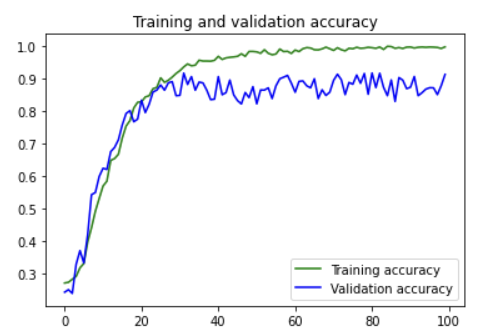 Training and validation accuracy
1.0
0.9
0.8
0.7
0.6
0.5
0.4
0.3
Training accuracy
Validation accuracy
0 20 40 60 80 100